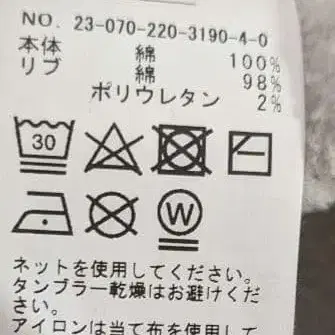 NO. 23-070-220-3190-4-0
本体 綿 100%
リブ 綿 98%
ポリウレタン 2%
30
W
ネットを使用してください。
タンブラー乾燥はお避けくだ
さい。
アイロンは当て布を使用して